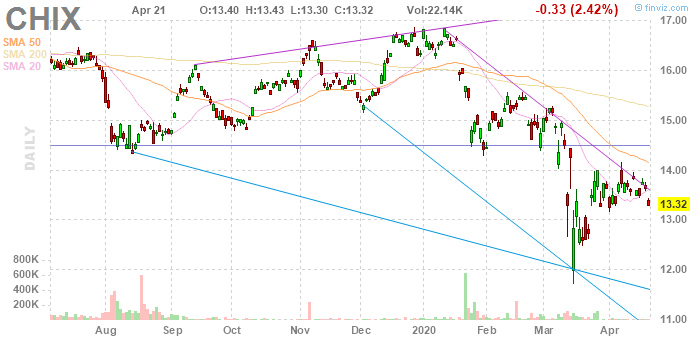 CHIX
Apr 21 O:13.40 H:13.43 L:13.30 C:13.32 Vol:22.14K -0.33 (2.42%)
© finviz.com
SMA 50
SMA 200
SMA 20
DAILY
17.00
16.00
15.00
14.00
13.32
13.00
12.00
11.00
800K
600K
400K
200K
Aug Sep Oct Nov Dec 2020 Feb Mar Apr